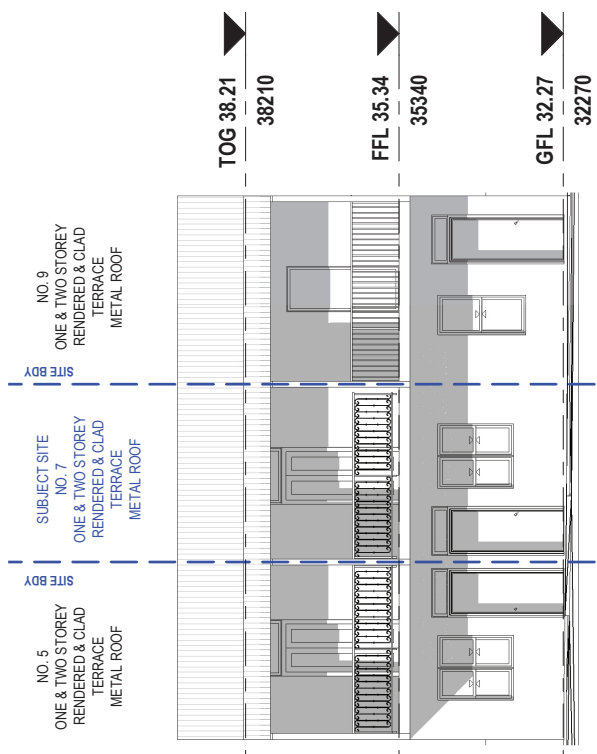 NO. 5
ONE & TWO STOREY
RENDERED & CLAD
TERRACE
METAL ROOF
SITE BDY
SUBJECT SITE
NO. 7
ONE & TWO STOREY
RENDERED & CLAD
TERRACE
METAL ROOF
SITE BDY
NO. 9
ONE & TWO STOREY
RENDERED & CLAD
TERRACE
METAL ROOF
TOG 38.21
38210
FFL 35.34
35340
GFL 32.27
32270